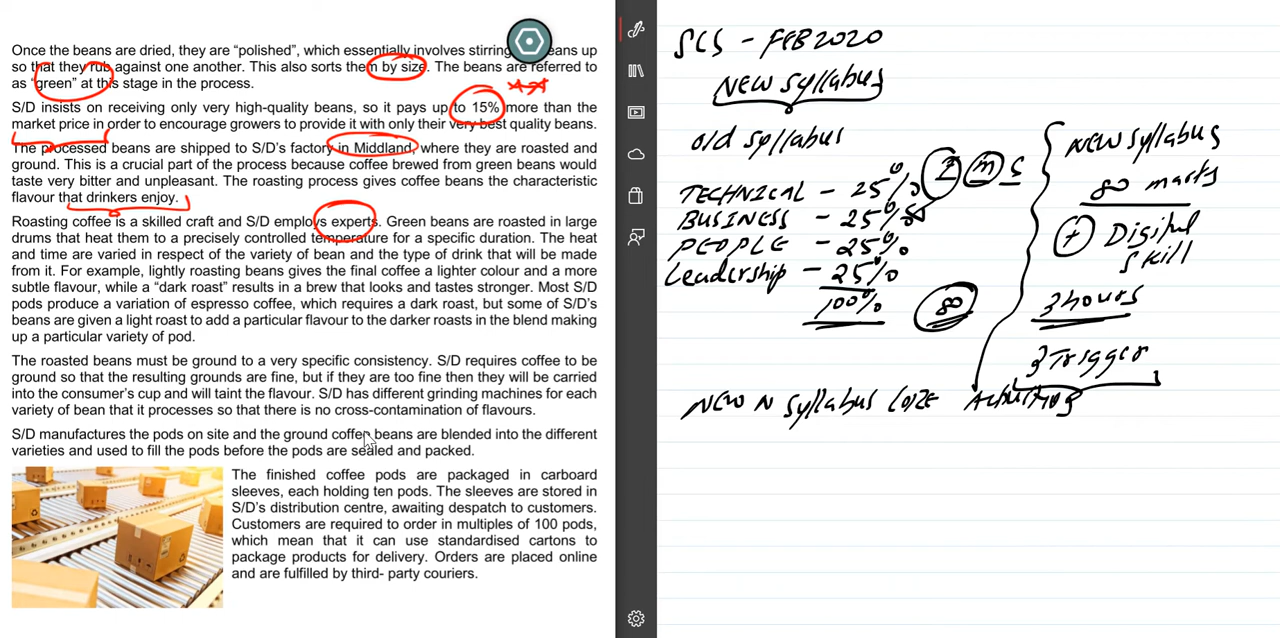 Once the beans are dried, they are “polished”, which essentially involves stirring eans up
so that they rub against one another. This also sorts them by size. The beans are referred to
as “green” at this stage in the process.
S/D insists on receiving only very high-quality beans, so it pays up to 15% more than the
market price in order to encourage growers to provide it with only their very best quality beans.
The processed beans are shipped to S/D’s factory in Middland, where they are roasted and
ground. This is a crucial part of the process because coffee brewed from green beans would
taste very bitter and unpleasant. The roasting process gives coffee beans the characteristic
flavour that drinkers enjoy.
Roasting coffee is a skilled craft and S/D employs experts. Green beans are roasted in large
drums that heat them to a precisely controlled temperature for a specific duration. The heat
and time are varied in respect of the variety of bean and the type of drink that will be made
from it. For example, lightly roasting beans gives the final coffee a lighter colour and a more
subtle flavour, while a “dark roast” results in a brew that looks and tastes stronger. Most S/D
pods produce a variation of espresso coffee, which requires a dark roast, but some of S/D’s
beans are given a light roast to add a particular flavour to the darker roasts in the blend making
up a particular variety of pod.
The roasted beans must be ground to a very specific consistency. S/D requires coffee to be
ground so that the resulting grounds are fine, but if they are too fine then they will be carried
into the consumer’s cup and will taint the flavour. S/D has different grinding machines for each
variety of bean that it processes so that there is no cross-contamination of flavours.
S/D manufactures the pods on site and the ground coffee beans are blended into the different
varieties and used to fill the pods before the pods are sealed and packed.
The finished coffee pods are packaged in carboard
sleeves, each holding ten pods. The sleeves are stored in
S/D’s distribution centre, awaiting despatch to customers.
Customers are required to order in multiples of 100 pods,
which mean that it can use standardised cartons to
package products for delivery. Orders are placed online
and are fulfilled by third- party couriers.
SCS - FEB 2020
NEW syllabus
old syllabus
TECHNICAL - 25%
BUSINESS - 25%
PEOPLE - 25%
Leadership - 25%
100%
80
E m S
NEW syllabus
80 marks
+ Digital
skill
3 hours
3 Trigger
NEW N syllabus Core Activities